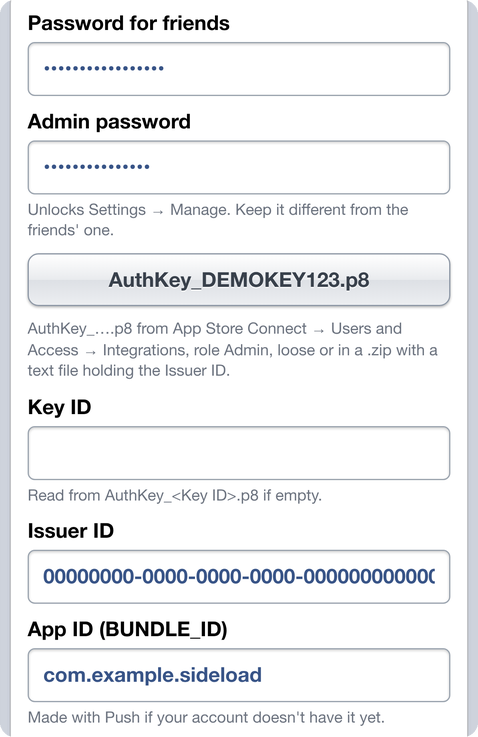 Password for friends
•••••••••••••••••
Admin password
•••••••••••••••
Unlocks Settings → Manage. Keep it different from the
friends' one.
AuthKey_DEMOKEY123.p8
AuthKey_….p8 from App Store Connect → Users and
Access → Integrations, role Admin, loose or in a .zip with a
text file holding the Issuer ID.
Key ID
Read from AuthKey_<Key ID>.p8 if empty.
Issuer ID
00000000-0000-0000-0000-000000000000
App ID (BUNDLE_ID)
com.example.sideload
Made with Push if your account doesn't have it yet.